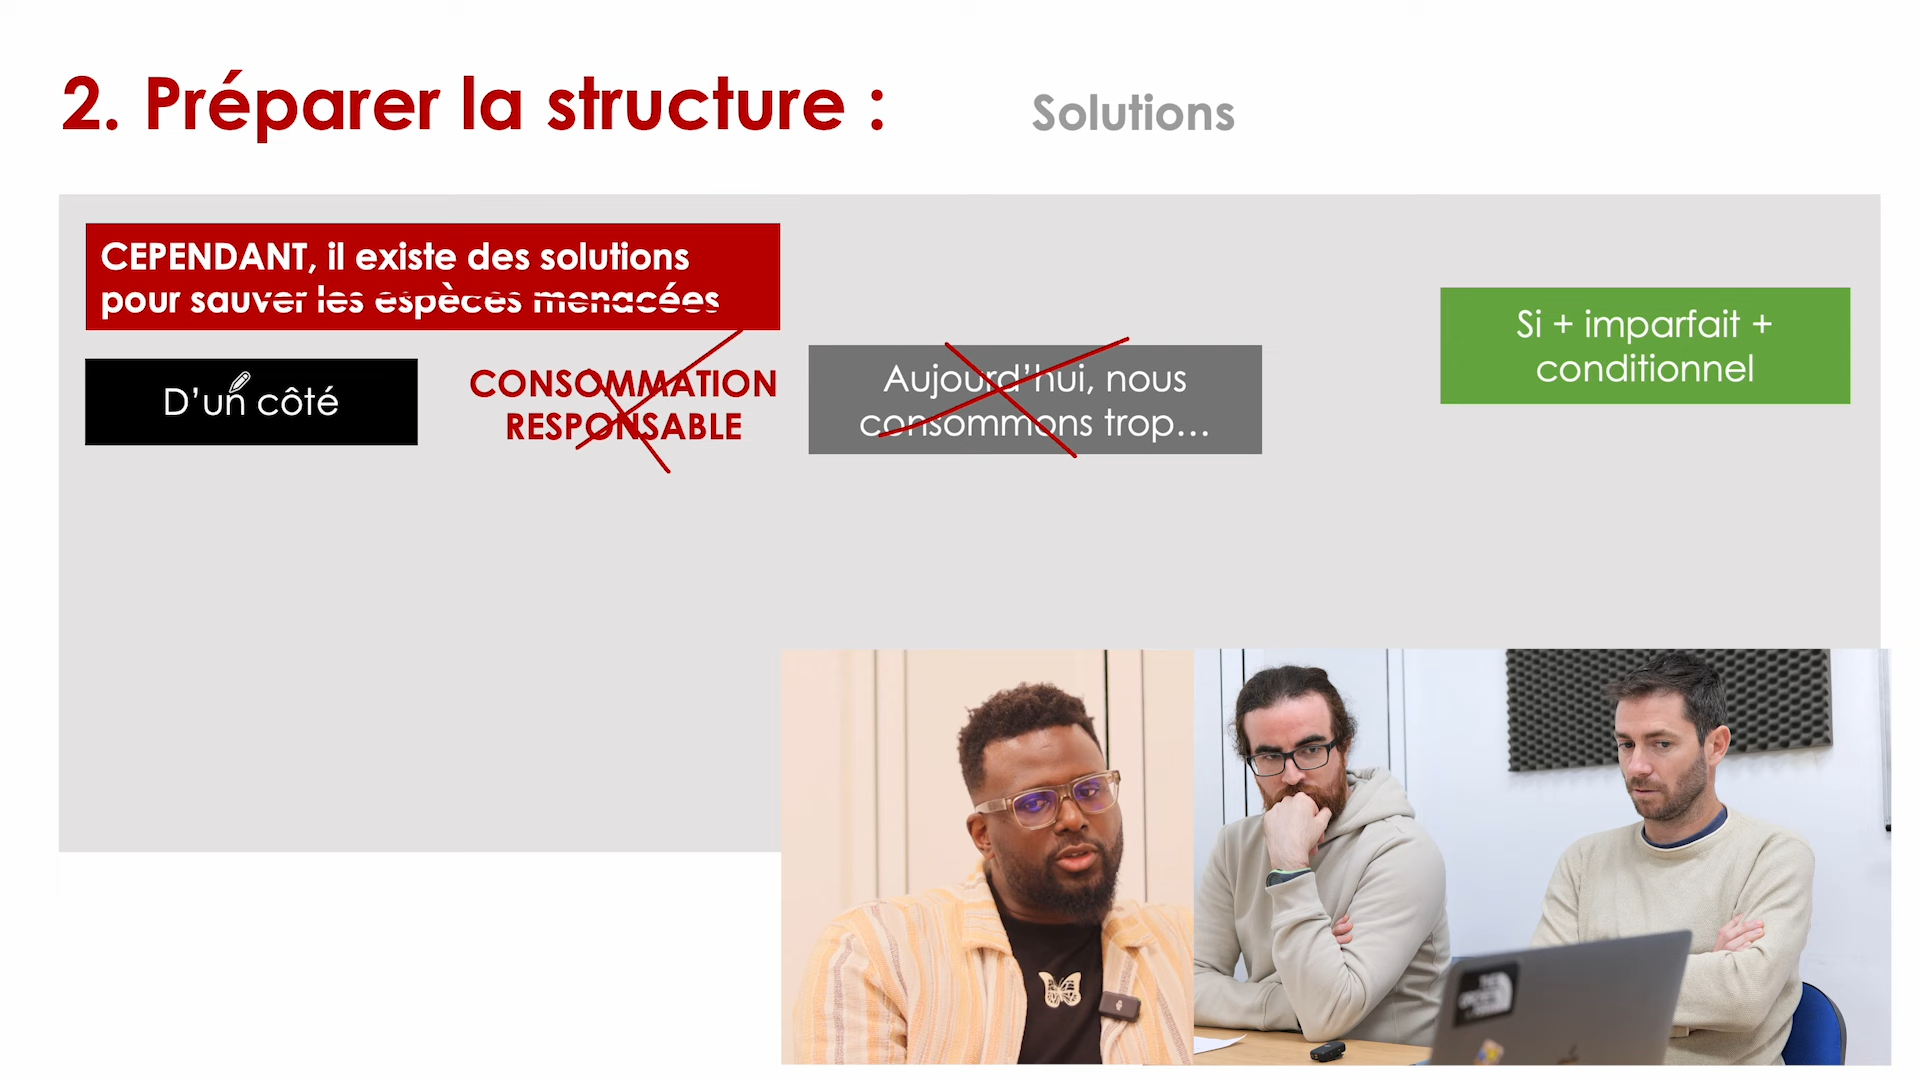 2. Préparer la structure :
Solutions
CEPENDANT, il existe des solutions
pour sauver les espèces menacées
D'un côté
CONSOMMATION
RESPONSABLE
Aujourd'hui, nous
consommons trop…
Si + imparfait +
conditionnel